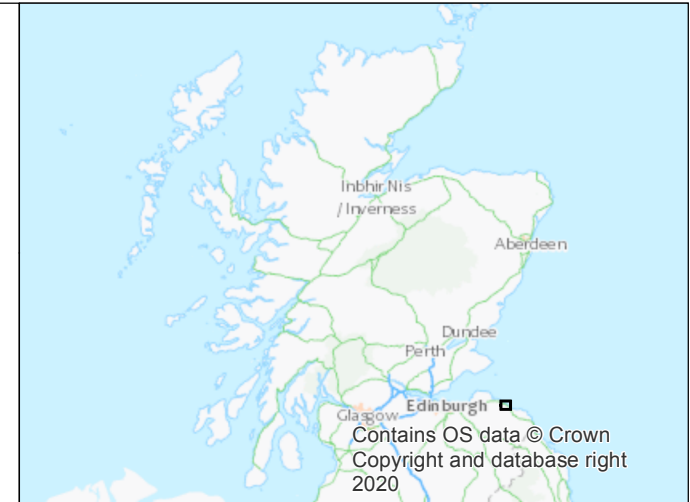 Inbhir Nis
/ Inverness
Aberdeen
Dundee
Perth
Edinburgh
Glasgow
Contains OS data © Crown
Copyright and database right
2020